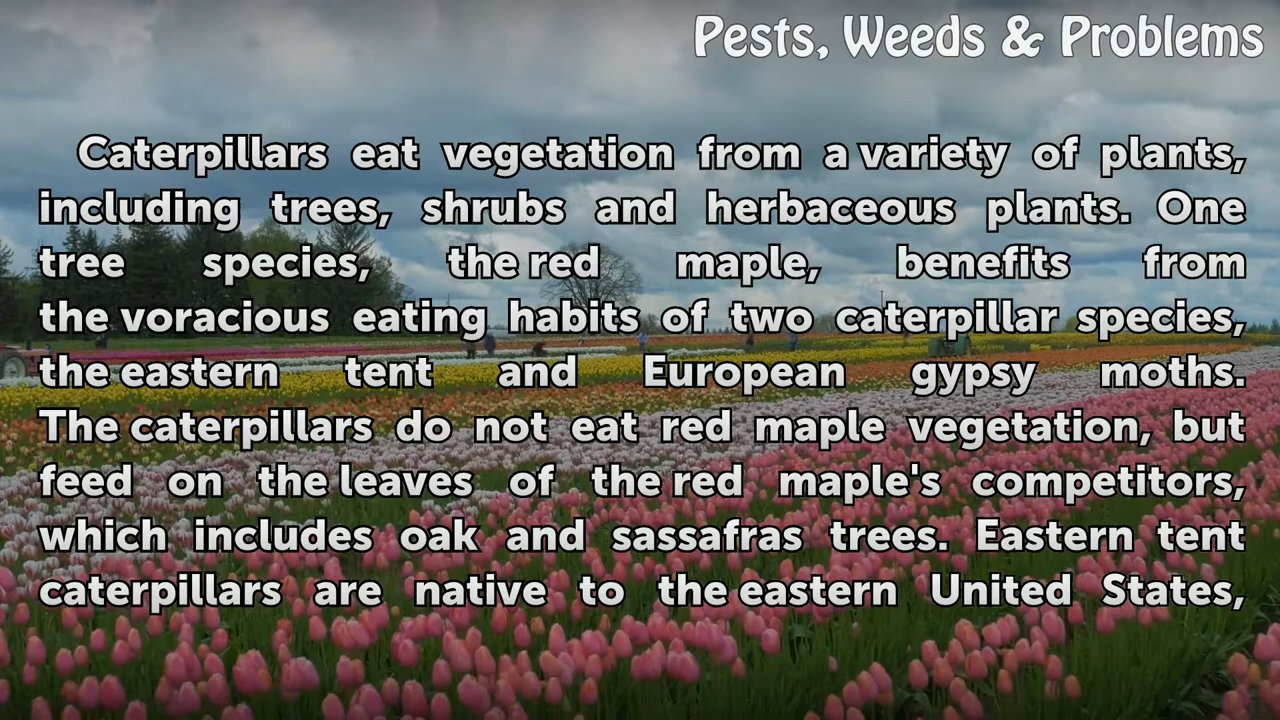 Pests, Weeds & Problems
Caterpillars eat vegetation from a variety of plants,
including trees, shrubs and herbaceous plants. One
tree species, the red maple, benefits from
the voracious eating habits of two caterpillar species,
the eastern tent and European gypsy moths.
The caterpillars do not eat red maple vegetation, but
feed on the leaves of the red maple's competitors,
which includes oak and sassafras trees. Eastern tent
caterpillars are native to the eastern United States,